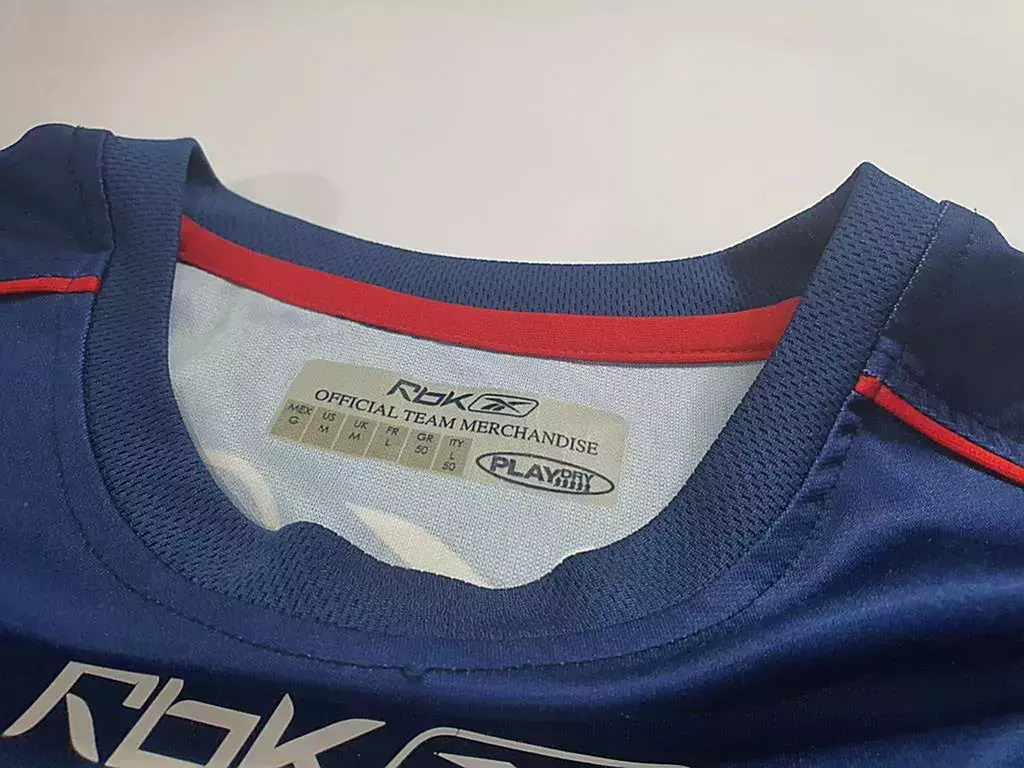 Rbk
OFFICIAL TEAM MERCHANDISE
MEX US UK FR GR ITY
G M M L 50 L
50
PLAYDRY
Rbk